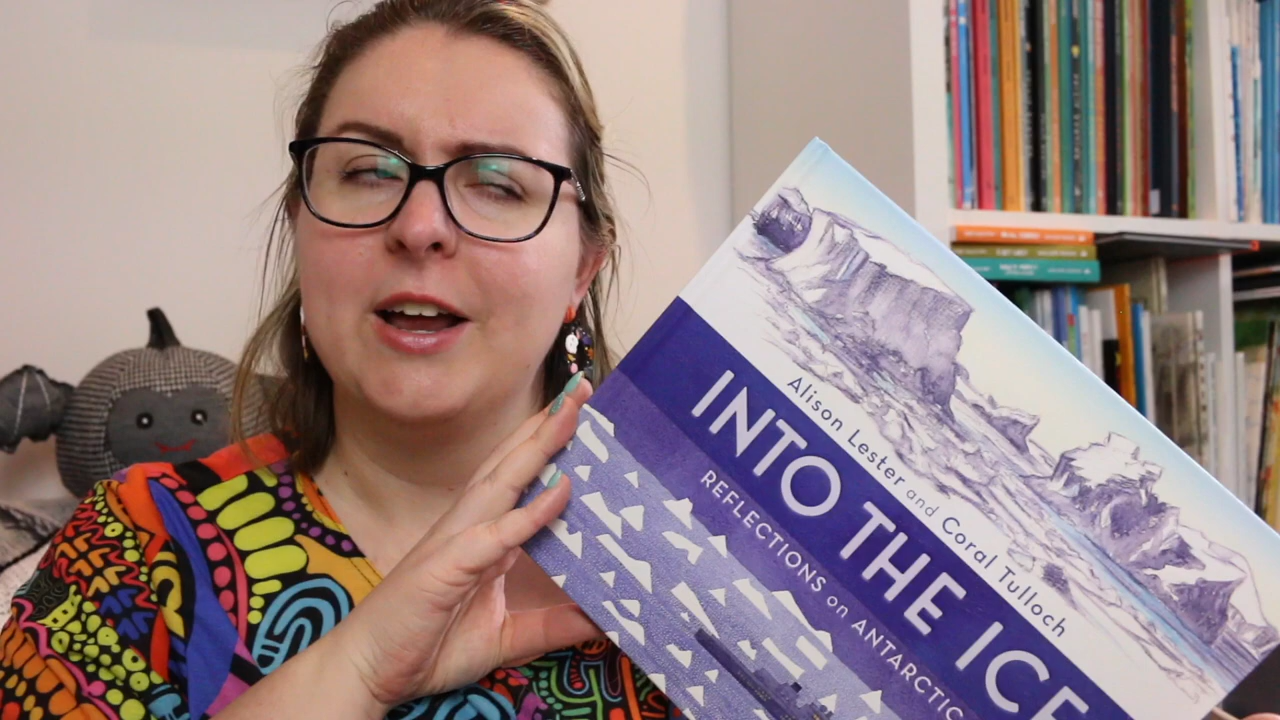 Alison Lester and Coral Tulloch
INTO THE ICE
REFLECTIONS on ANTARCTIC